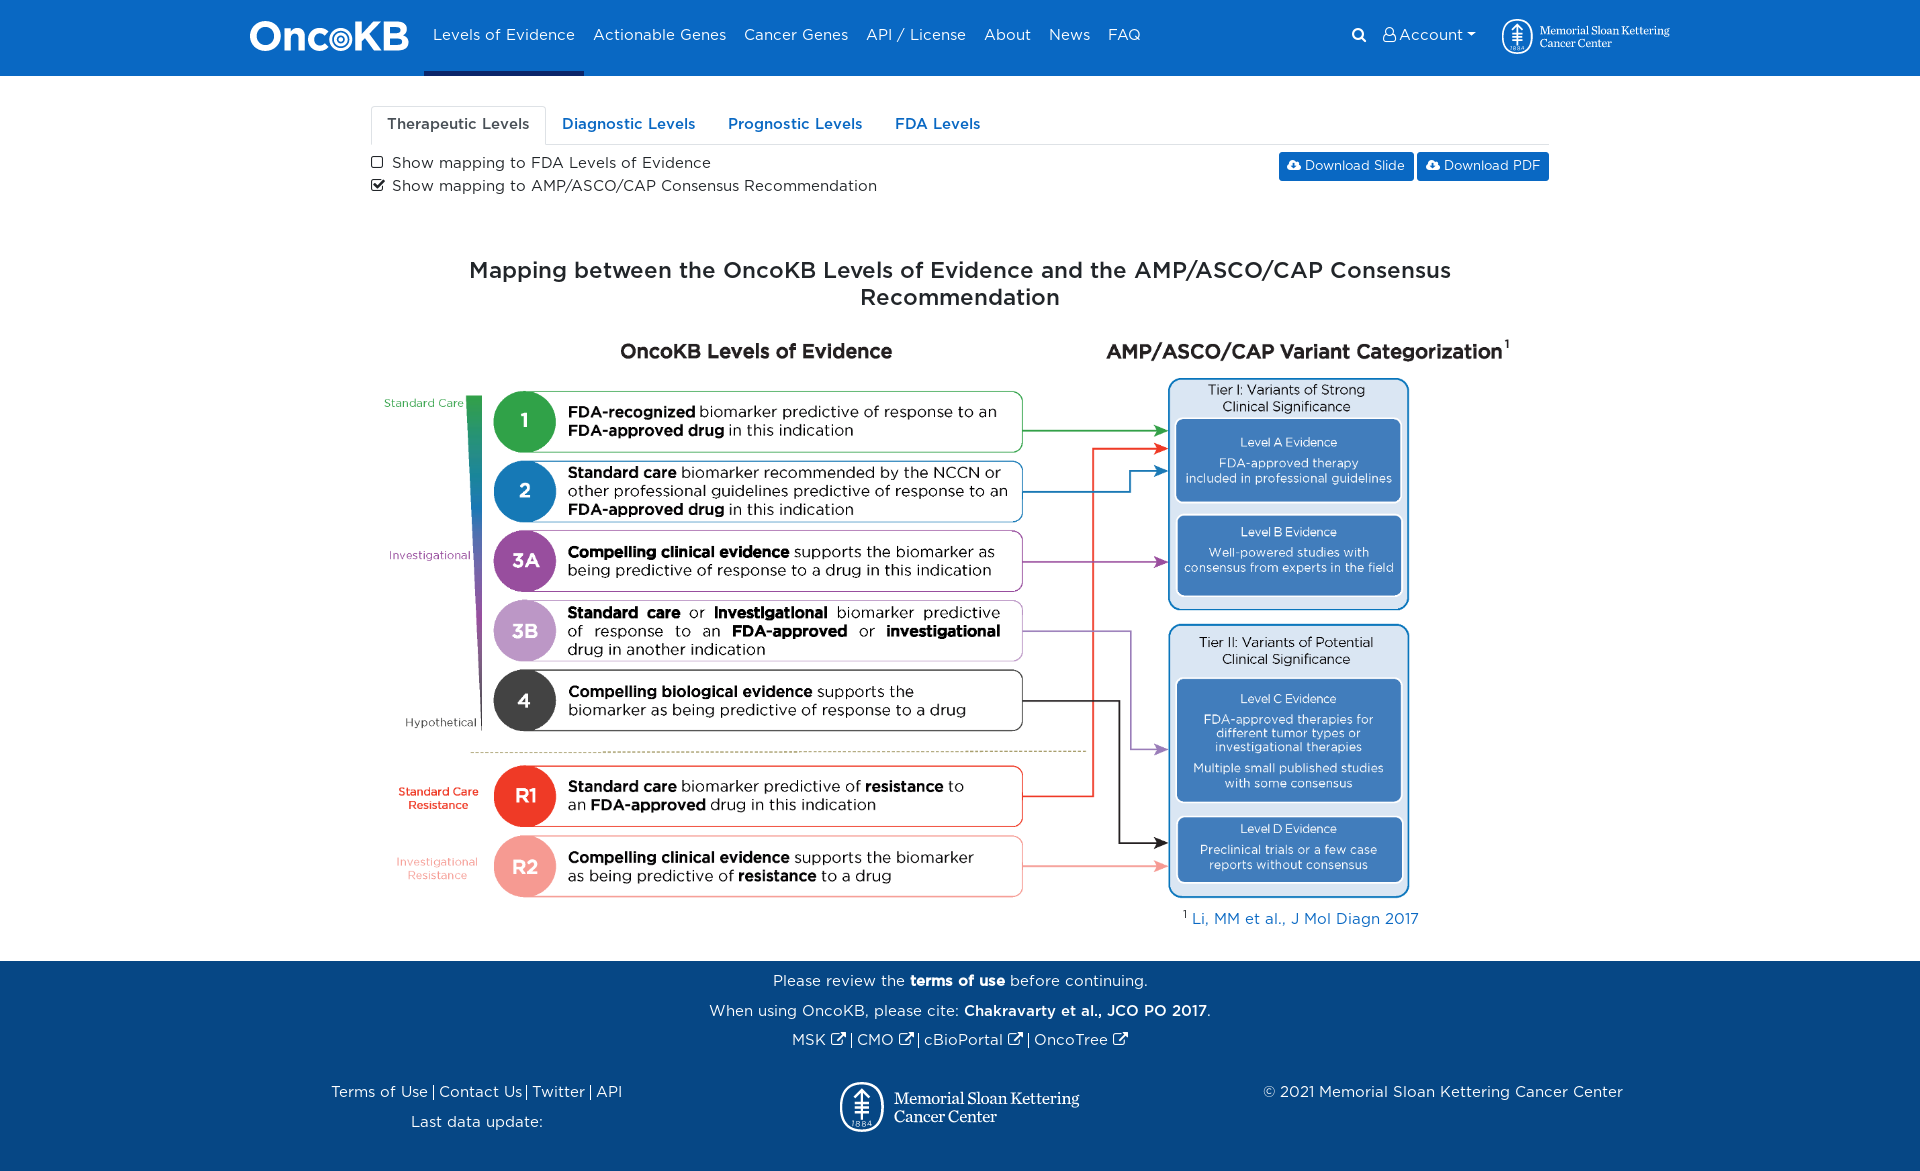 OncoKB
Levels of Evidence Actionable Genes Cancer Genes API / License About News FAQ
Account
Memorial Sloan Kettering
Cancer Center
1884
Therapeutic Levels Diagnostic Levels Prognostic Levels FDA Levels
Show mapping to FDA Levels of Evidence
Show mapping to AMP/ASCO/CAP Consensus Recommendation
Download Slide Download PDF
Mapping between the OncoKB Levels of Evidence and the AMP/ASCO/CAP Consensus
Recommendation
OncoKB Levels of Evidence
Standard Care
1
FDA-recognized biomarker predictive of response to an
FDA-approved drug in this indication
2
Standard care biomarker recommended by the NCCN or
other professional guidelines predictive of response to an
FDA-approved drug in this indication
Investigational
3A
Compelling clinical evidence supports the biomarker as
being predictive of response to a drug in this indication
3B
Standard care or investigational biomarker predictive
of response to an FDA-approved or investigational
drug in another indication
Hypothetical
4
Compelling biological evidence supports the
biomarker as being predictive of response to a drug
Standard Care
Resistance
R1
Standard care biomarker predictive of resistance to
an FDA-approved drug in this indication
Investigational
Resistance
R2
Compelling clinical evidence supports the biomarker
as being predictive of resistance to a drug
AMP/ASCO/CAP Variant Categorization 1
Tier I: Variants of Strong
Clinical Significance
Level A Evidence
FDA-approved therapy
included in professional guidelines
Level B Evidence
Well-powered studies with
consensus from experts in the field
Tier II: Variants of Potential
Clinical Significance
Level C Evidence
FDA-approved therapies for
different tumor types or
investigational therapies
Multiple small published studies
with some consensus
Level D Evidence
Preclinical trials or a few case
reports without consensus
1 Li, MM et al., J Mol Diagn 2017
Please review the terms of use before continuing.
When using OncoKB, please cite: Chakravarty et al., JCO PO 2017.
MSK | CMO | cBioPortal | OncoTree
Terms of Use | Contact Us | Twitter | API
Last data update:
Memorial Sloan Kettering
Cancer Center
1884
© 2021 Memorial Sloan Kettering Cancer Center